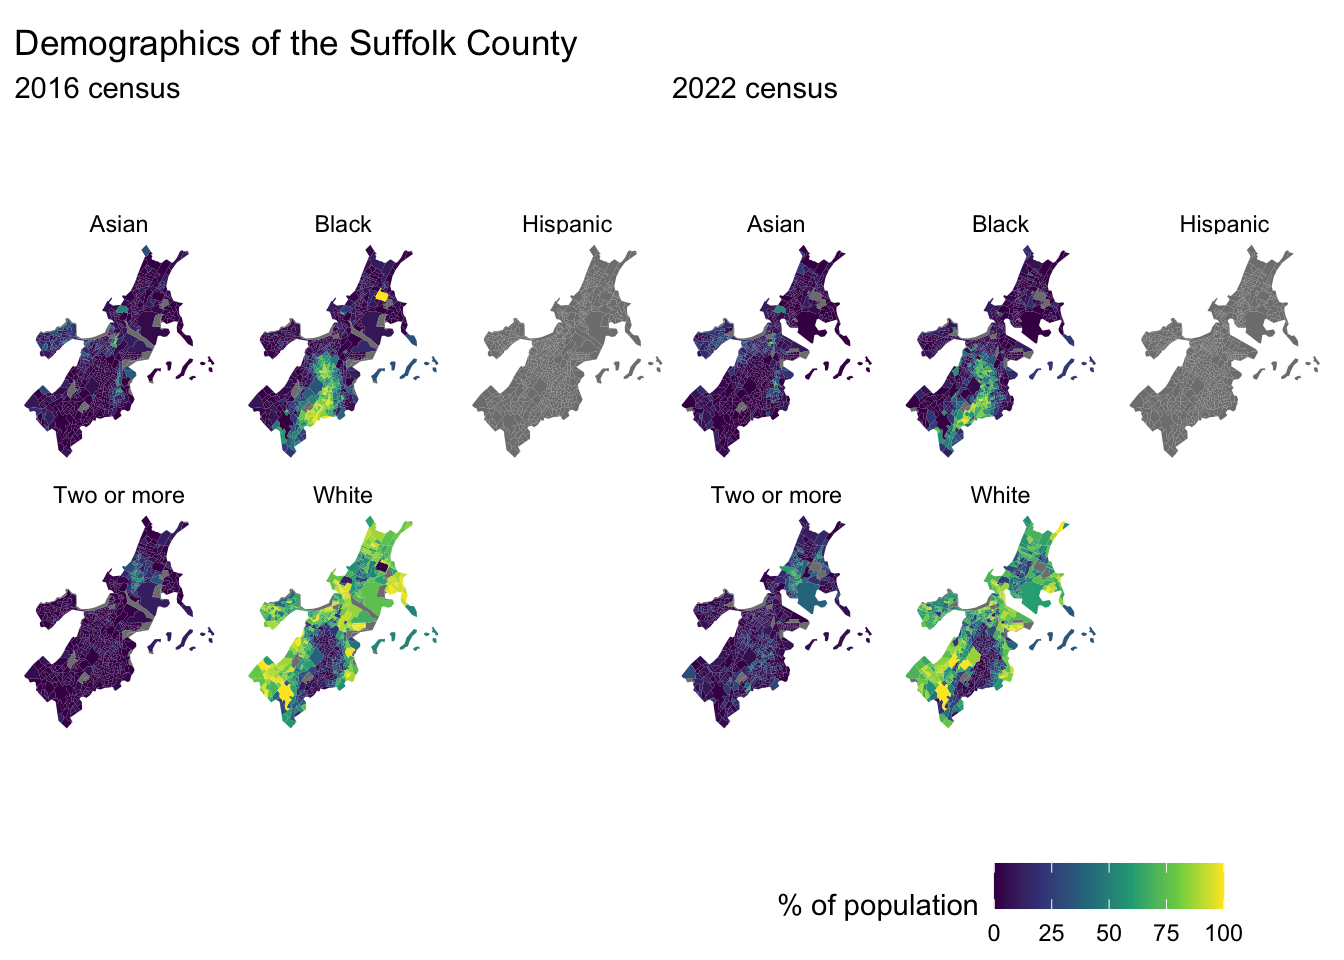 Demographics of the Suffolk County
2016 census
2022 census
Asian
Black
Hispanic
Asian
Black
Hispanic
Two or more
White
Two or more
White
% of population
0 25 50 75 100